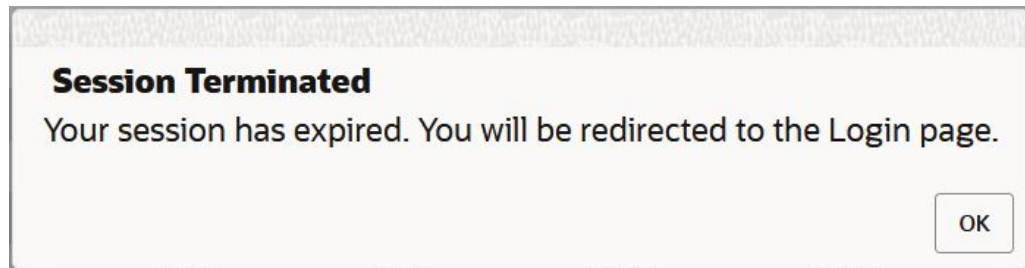 Session Terminated
Your session has expired. You will be redirected to the Login page.
OK